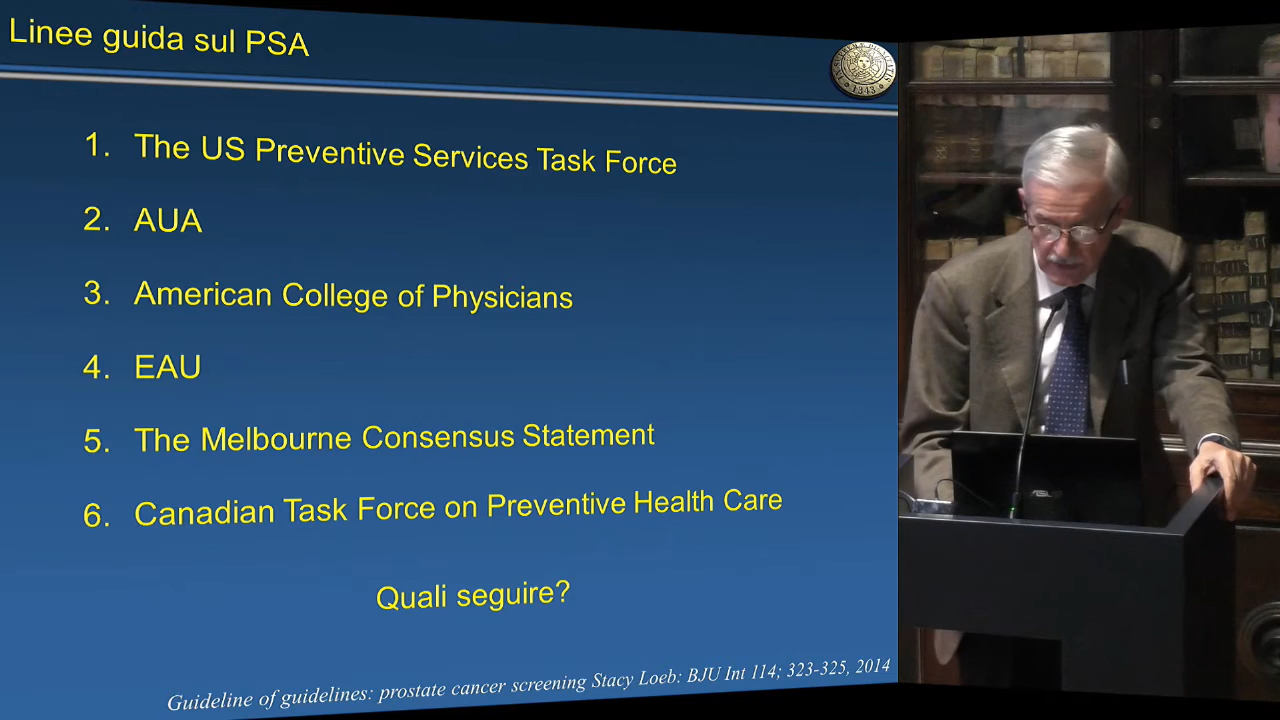 Linee guida sul PSA
1343
1. The US Preventive Services Task Force
2. AUA
3. American College of Physicians
4. EAU
5. The Melbourne Consensus Statement
6. Canadian Task Force on Preventive Health Care
Quali seguire?
Guideline of guidelines: prostate cancer screening Stacy Loeb: BJU Int 114; 323-325, 2014
ASUS